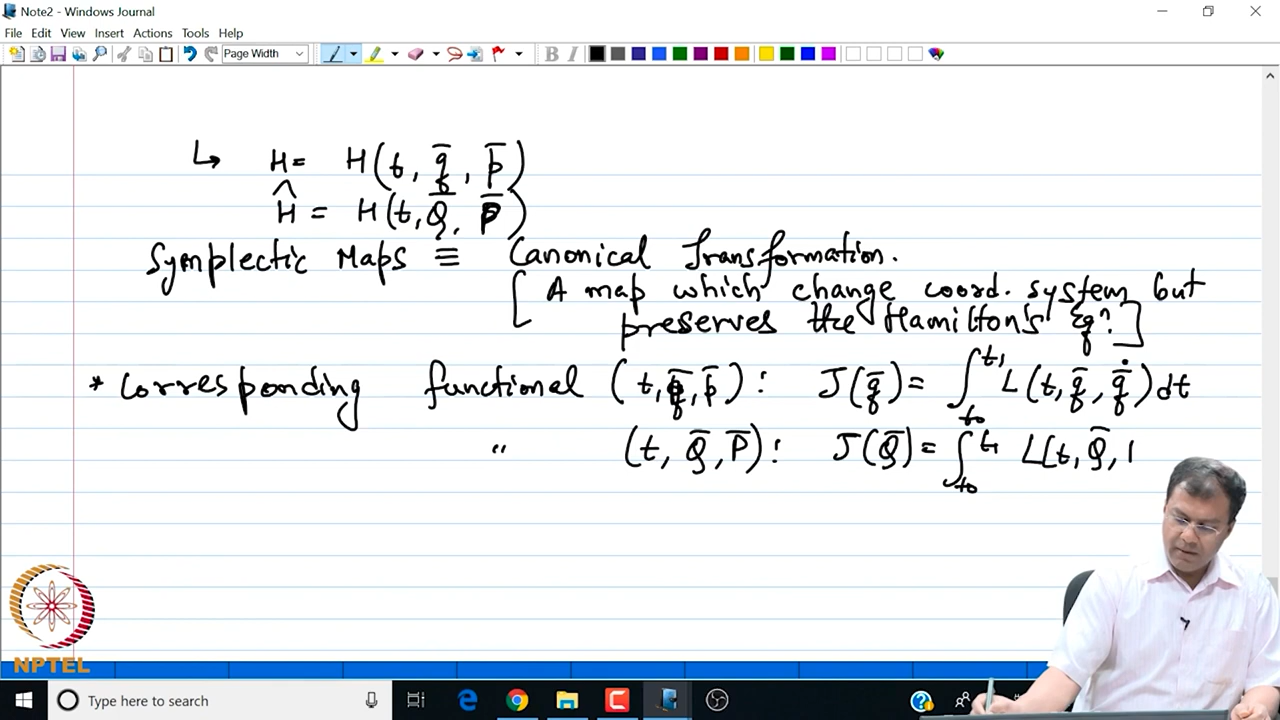 Note2 - Windows Journal
File Edit View Insert Actions Tools Help
Page Width
B I
↳ H = H(t, q̄, p̄)
Ĥ = H(t, Q̄, P̄)
Symplectic Maps ≡ Canonical Transformation.
[A map which change coord. system but
preserves the Hamilton's Eqⁿ.]
* Corresponding functional (t, q̄, p̄): J(q̄) = ∫_{t₀}^{t₁} L(t, q̄, q̄̇) dt
" (t, Q̄, P̄): J(Q̄) = ∫_{t₀}^{t₁} L(t, Q̄,
NPTEL
Type here to search